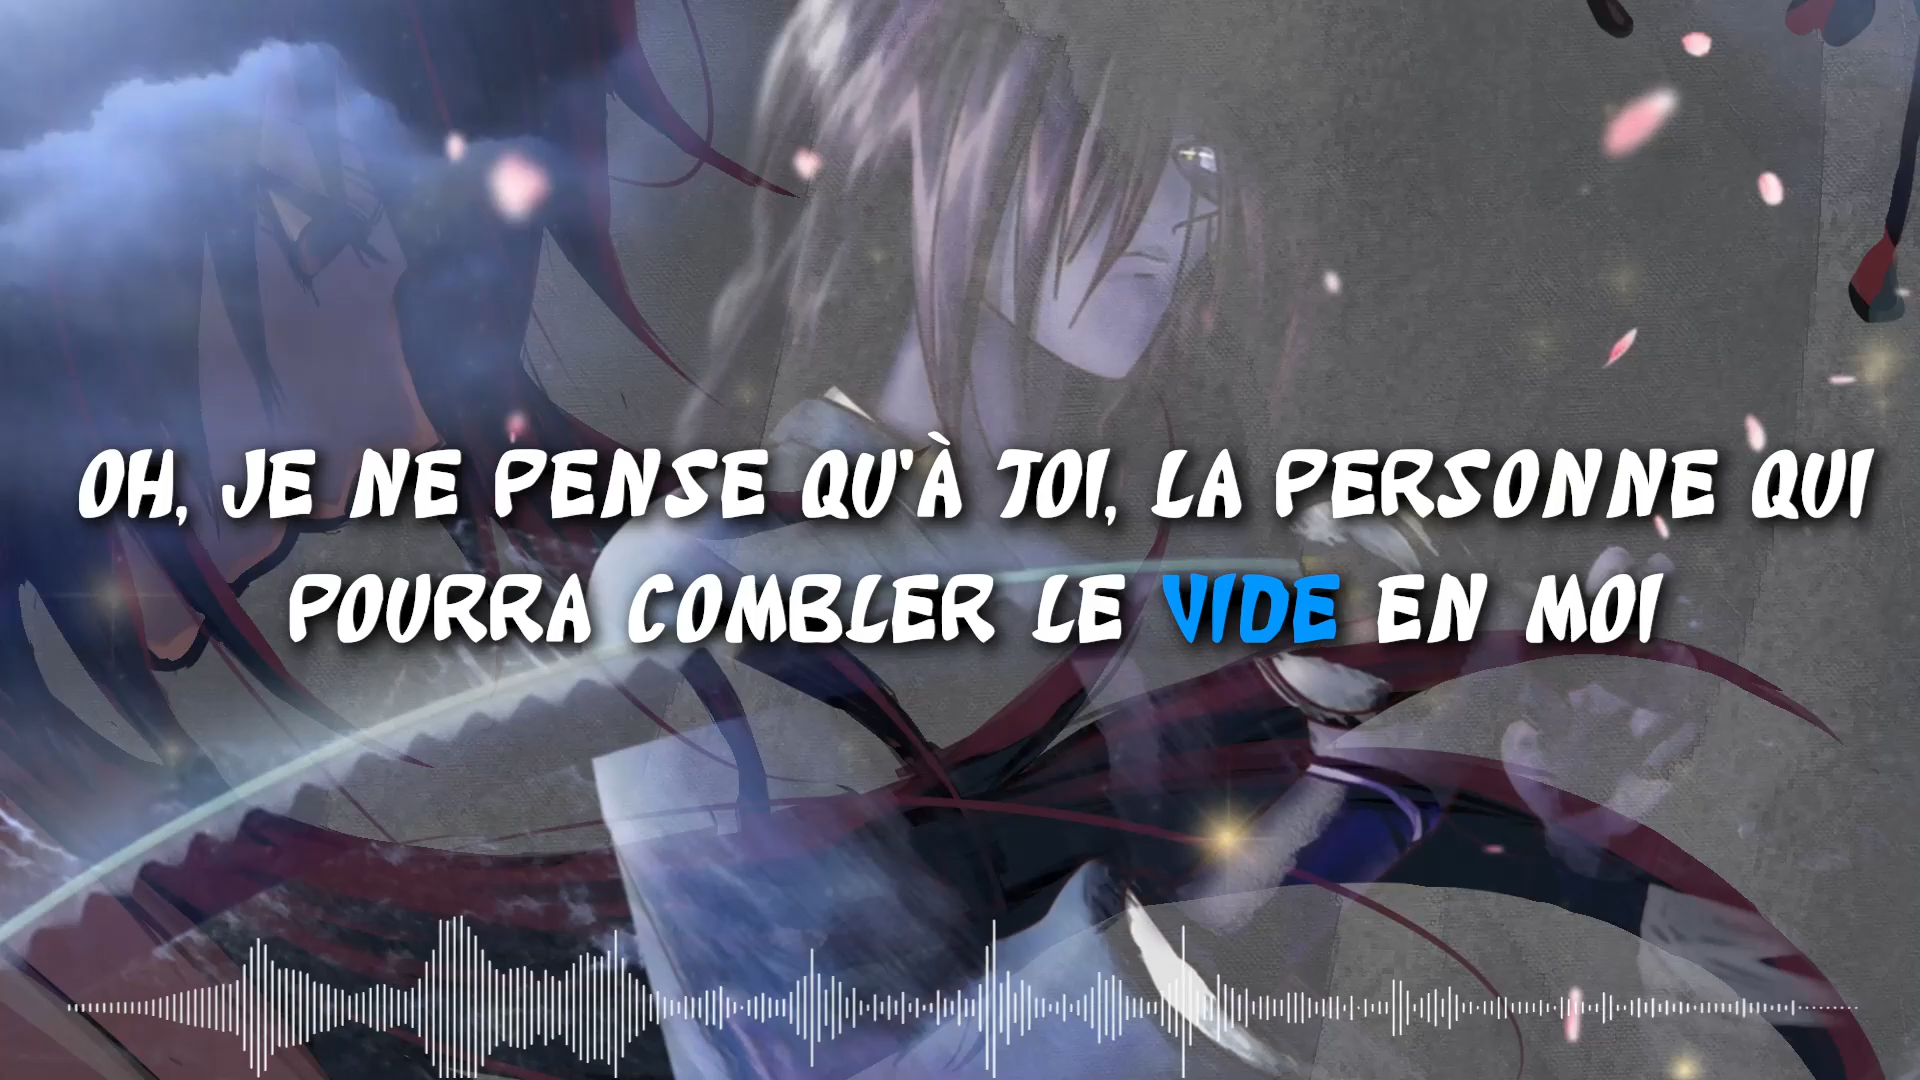 OH, JE NE PENSE QU'À TOI, LA PERSONNE QUI
POURRA COMBLER LE VIDE EN MOI